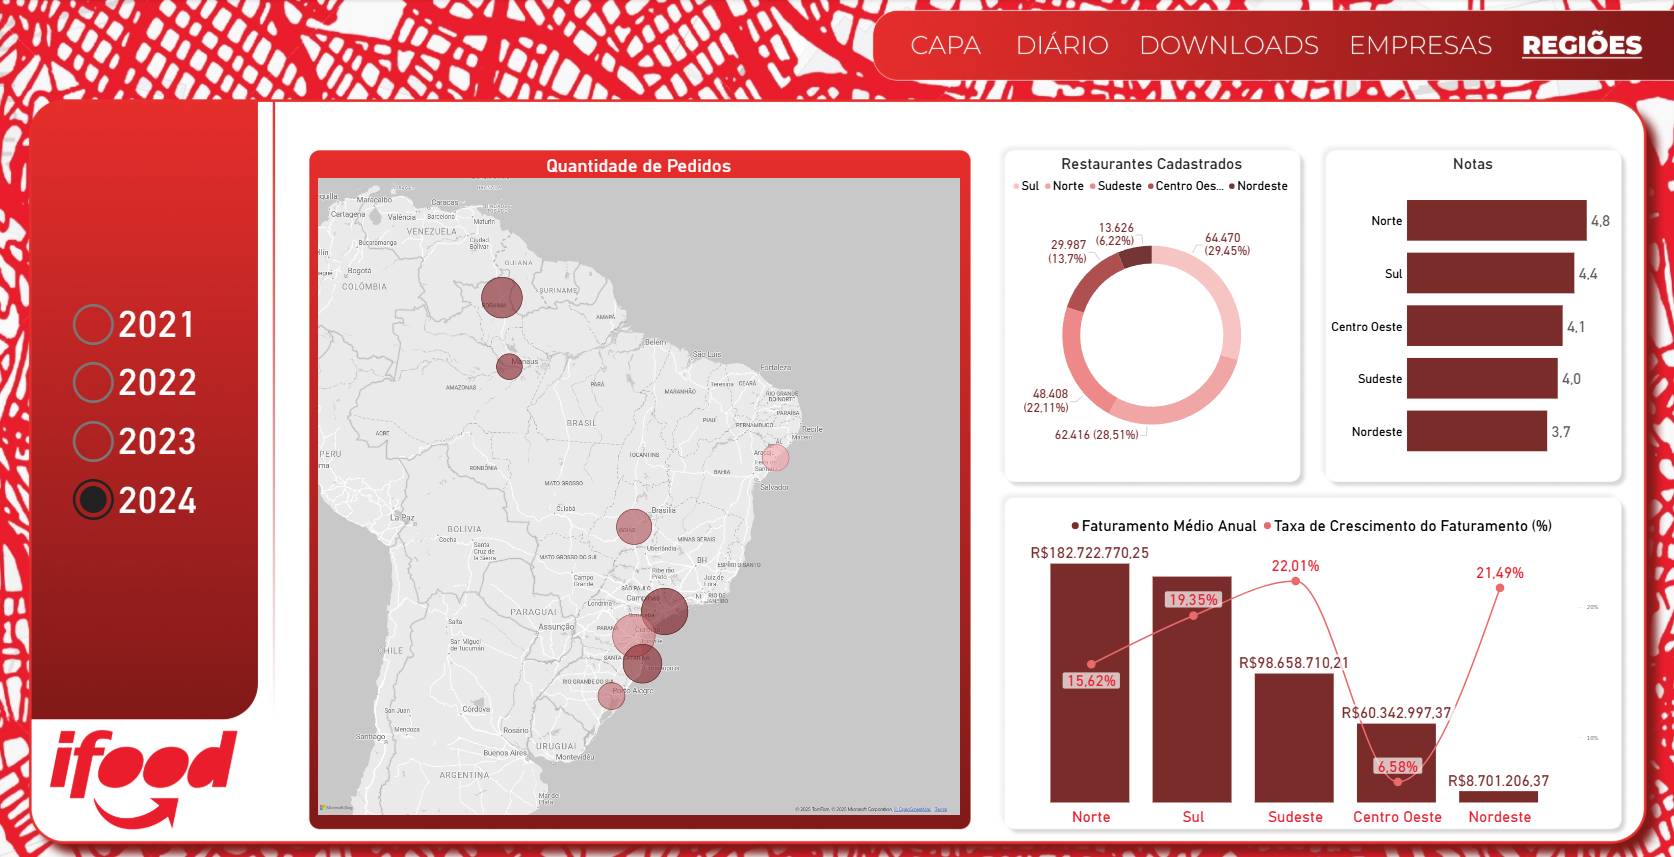 CAPA DIÁRIO DOWNLOADS EMPRESAS REGIÕES
2021
2022
2023
2024
ifood
Quantidade de Pedidos
Maracaibo
Caracas
Cartagena
Valência
Barcelona
Maturín
VENEZUELA
Bucaramanga
Ciudad
Bolívar
Bogotá
GUIANA
COLÔMBIA
SURINAME
RORAIMA
AMAPÁ
Belém
São Luís
Manaus
Fortaleza
AMAZONAS
PARÁ
MARANHÃO
Teresina
CEARÁ
RIO GRANDE
DO NORTE
PARAÍBA
BRASIL
PIAUÍ
PERNAMBUCO
Recife
ACRE
AL
Maceió
PERU
TOCANTINS
RONDÔNIA
BAHIA
MATO GROSSO
Salvador
Cuiabá
Brasília
La Paz
GOIÁS
BOLÍVIA
Cocha
MINAS GERAIS
Santa
Cruz de
la Sierra
Uberlândia
MATO GROSSO DO SUL
BH
ESPÍRITO SANTO
Campo
Grande
Ribeirão
Preto
Juiz de
Fora
SÃO PAULO
Campinas
RIO DE
JANEIRO
Londrina
PARAGUAI
Salta
Assunção
PARANÁ
San Miguel
de Tucumán
CHILE
SANTA CATARINA
RIO GRANDE DO SUL
Porto Alegre
San Juan
Córdova
Mendoza
Santiago
Rosário
Buenos Aires
URUGUAI
Montevidéu
ARGENTINA
Mar del
Plata
Microsoft Bing
© 2025 TomTom, © 2025 Microsoft Corporation, © OpenStreetMap Terms
Restaurantes Cadastrados
Sul Norte Sudeste Centro Oes... Nordeste
13.626
(6,22%)
64.470
(29,45%)
29.987
(13,7%)
48.408
(22,11%)
62.416 (28,51%)
Notas
Norte 4,8
Sul 4,4
Centro Oeste 4,1
Sudeste 4,0
Nordeste 3,7
Faturamento Médio Anual Taxa de Crescimento do Faturamento (%)
R$182.722.770,25
22,01%
21,49%
19,35%
20%
R$98.658.710,21
15,62%
R$60.342.997,37
10%
6,58%
R$8.701.206,37
Norte Sul Sudeste Centro Oeste Nordeste